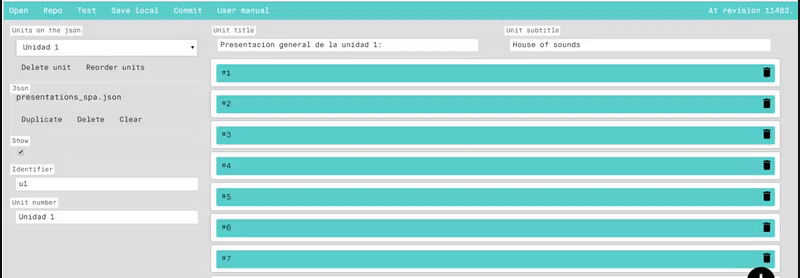 Open Repo Test Save local Commit User manual At revision 11483.
Units on the json
Unidad 1
Delete unit Reorder units
Json
presentations_spa.json
Duplicate Delete Clear
Show
Identifier
u1
Unit number
Unidad 1
Unit title
Presentación general de la unidad 1:
Unit subtitle
House of sounds
#1
#2
#3
#4
#5
#6
#7